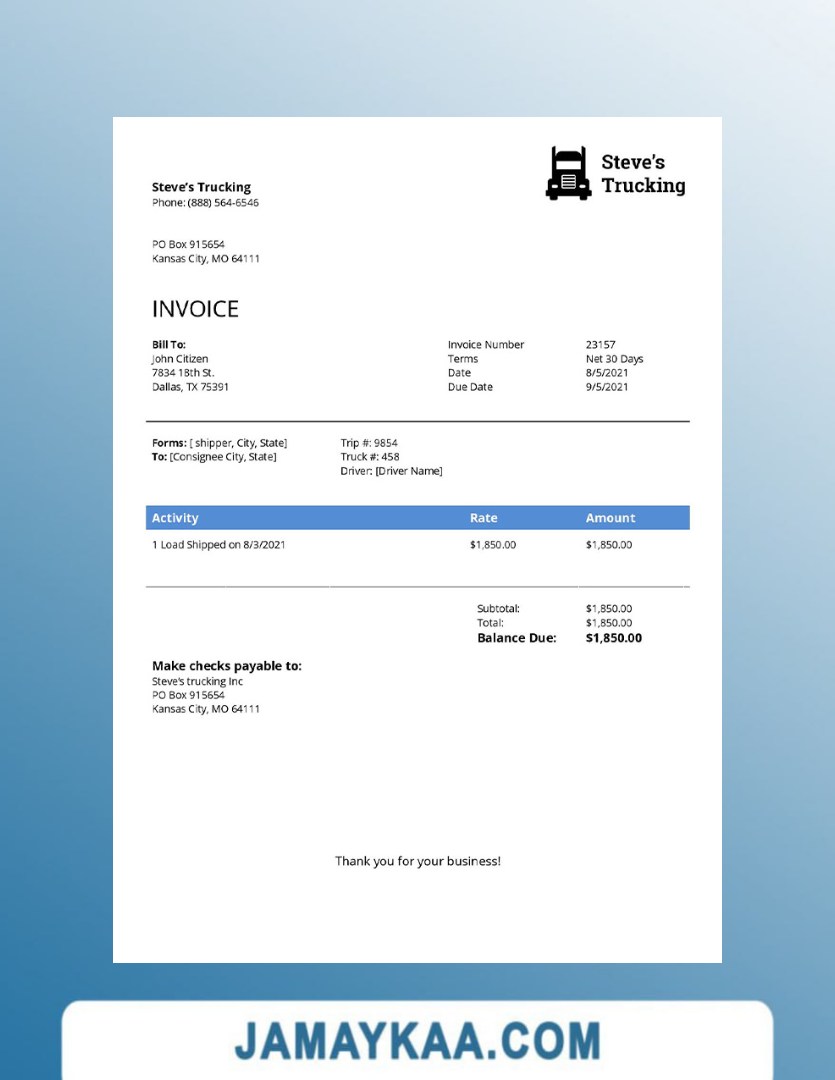 Steve's
Trucking
Steve's Trucking
Phone: (888) 564-6546
PO Box 915654
Kansas City, MO 64111
INVOICE
Bill To:
John Citizen
7834 18th St.
Dallas, TX 75391
Invoice Number 23157
Terms Net 30 Days
Date 8/5/2021
Due Date 9/5/2021
Forms: [ shipper, City, State]
To: [Consignee City, State]
Trip #: 9854
Truck #: 458
Driver: [Driver Name]
Activity Rate Amount
1 Load Shipped on 8/3/2021 $1,850.00 $1,850.00
Subtotal: $1,850.00
Total: $1,850.00
Balance Due: $1,850.00
Make checks payable to:
Steve's trucking Inc
PO Box 915654
Kansas City, MO 64111
Thank you for your business!
JAMAYKAA.COM